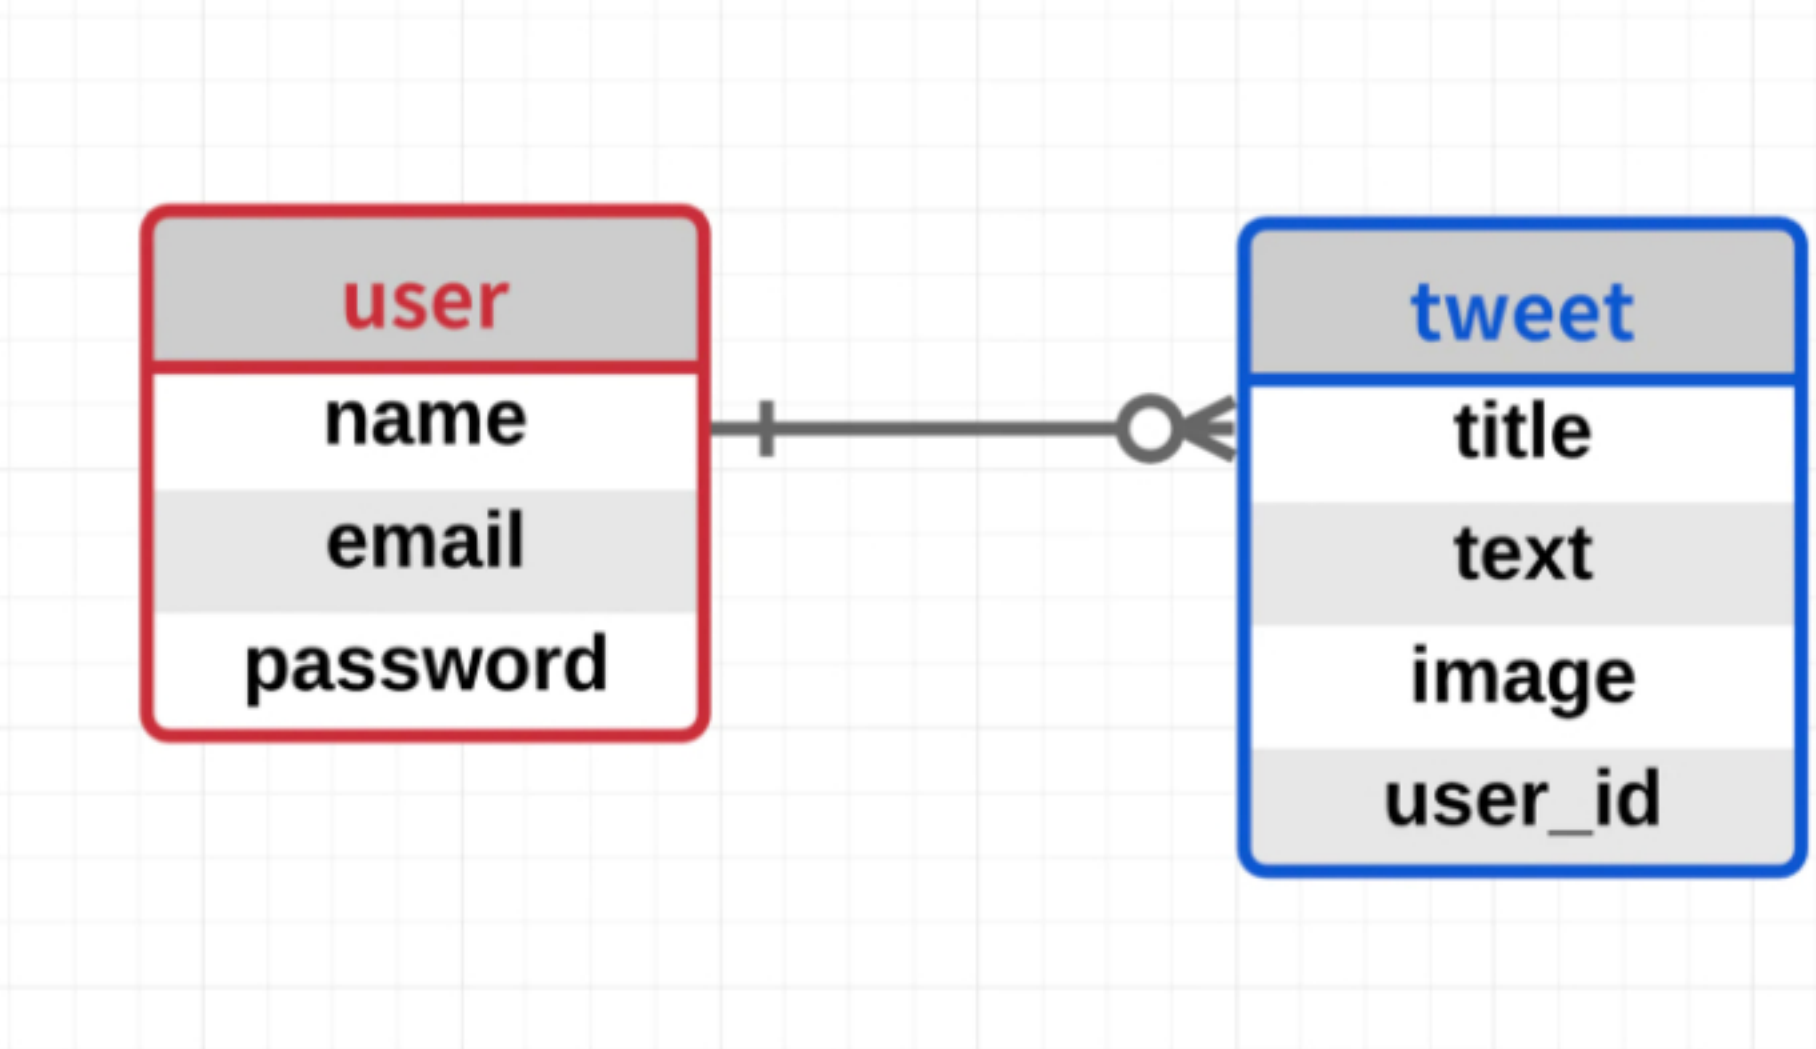 user
name
email
password
tweet
title
text
image
user_id